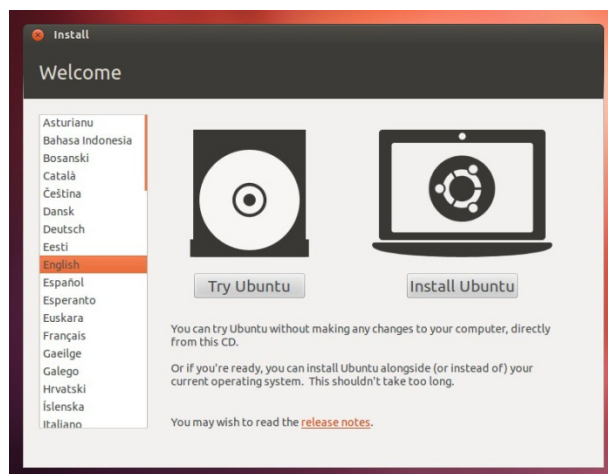 Install
Welcome
Asturianu
Bahasa Indonesia
Bosanski
Català
Čeština
Dansk
Deutsch
Eesti
English
Español
Esperanto
Euskara
Français
Gaeilge
Galego
Hrvatski
Íslenska
Italiano
Try Ubuntu
Install Ubuntu
You can try Ubuntu without making any changes to your computer, directly
from this CD.
Or if you're ready, you can install Ubuntu alongside (or instead of) your
current operating system. This shouldn't take too long.
You may wish to read the release notes.